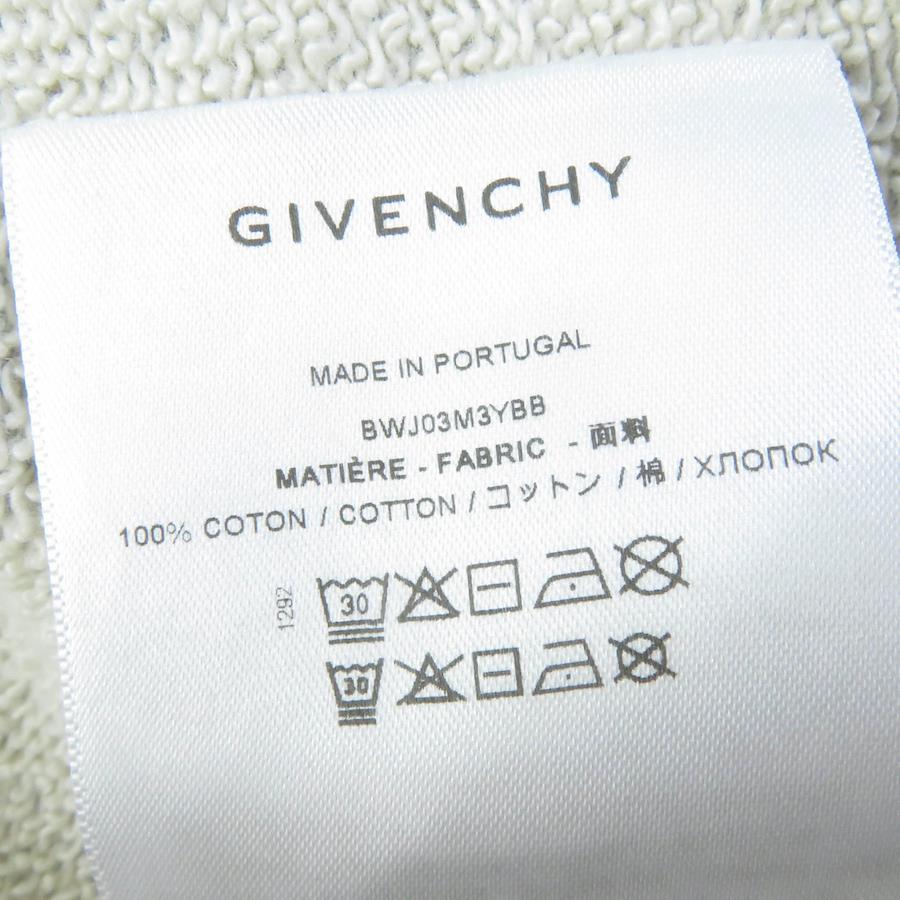 GIVENCHY
MADE IN PORTUGAL
BWJ03M3YBB
MATIÈRE - FABRIC - 面料
100% COTON / COTTON / コットン / 棉 / ХЛОПОК
1292
30
30